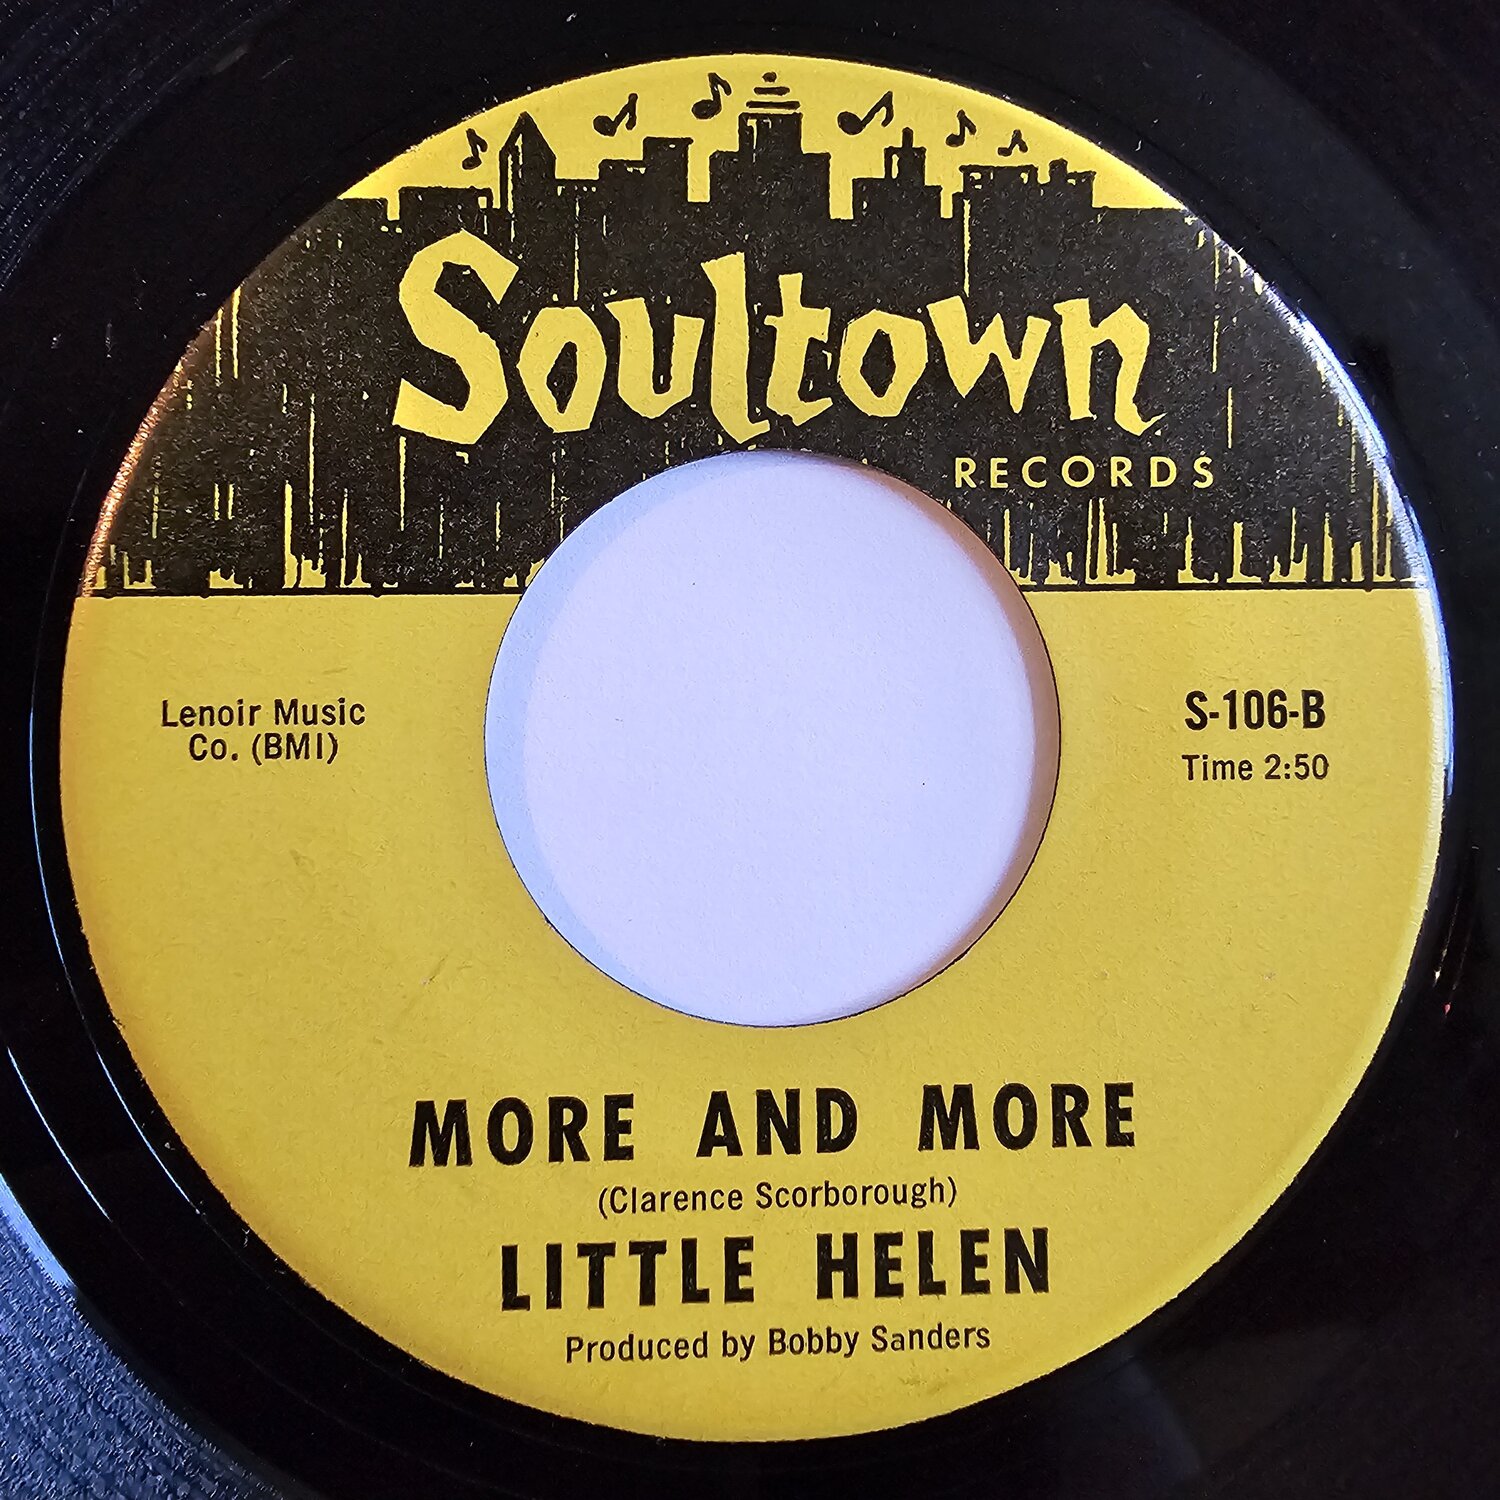 Soultown
RECORDS
Lenoir Music
Co. (BMI)
S-106-B
Time 2:50
MORE AND MORE
(Clarence Scorborough)
LITTLE HELEN
Produced by Bobby Sanders